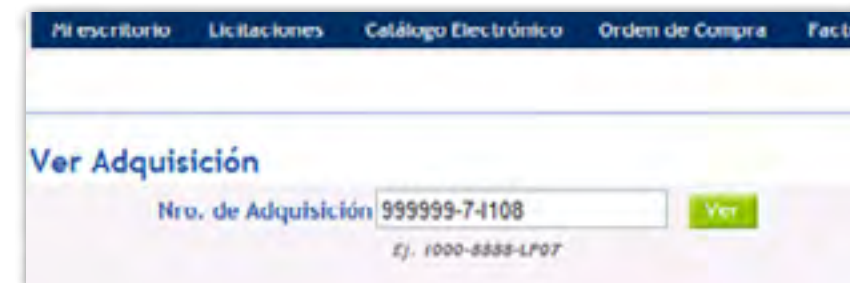 Mi escritorio Licitaciones Catálogo Electrónico Orden de Compra Fact
Ver Adquisición
Nro. de Adquisición 999999-7-I108 Ver
Ej. 1000-8888-LP07